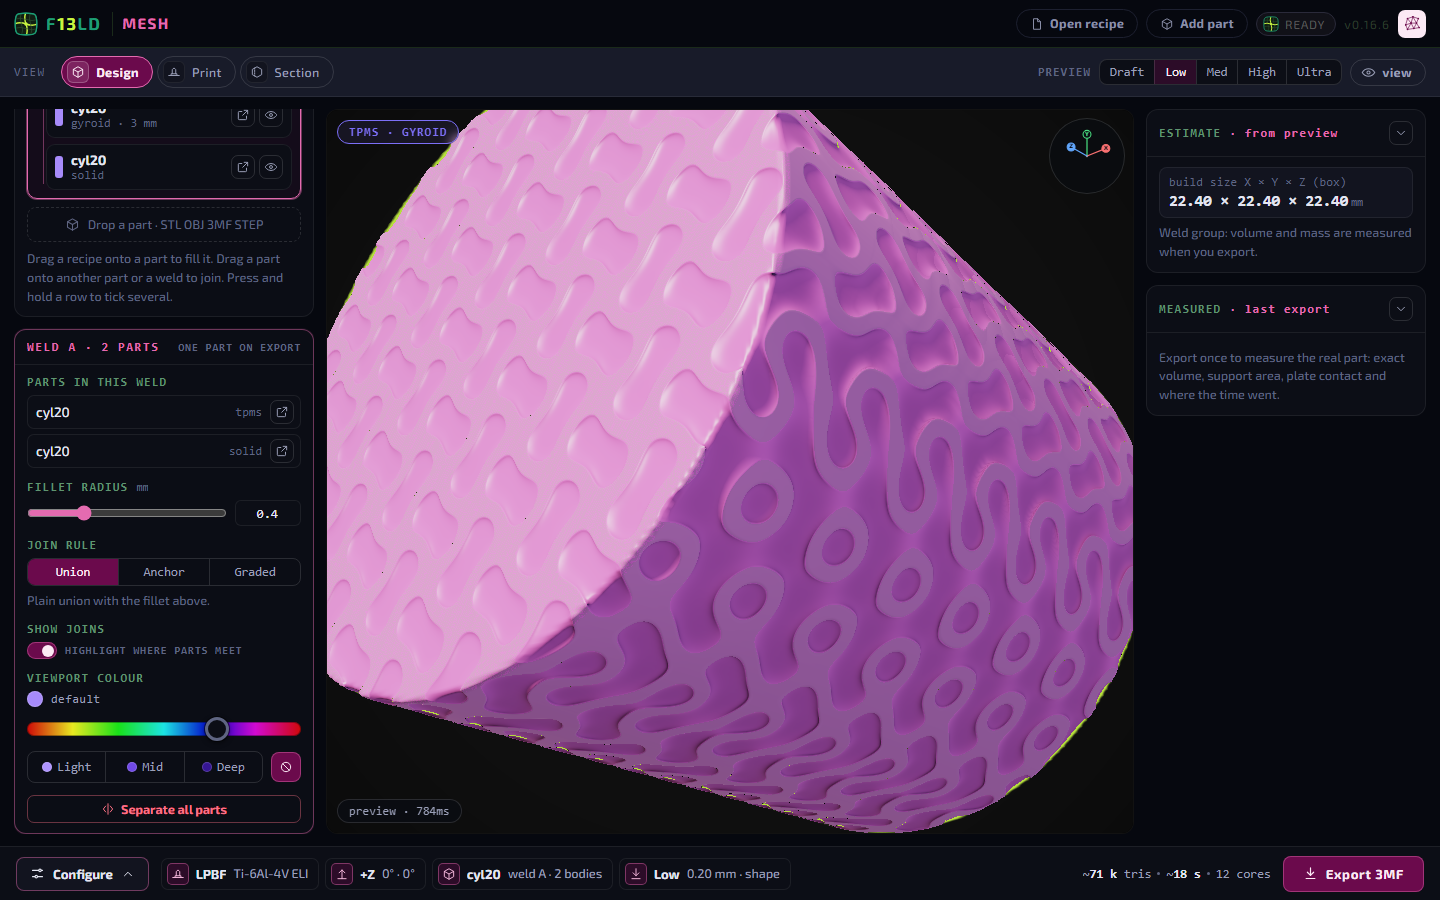 F13LD MESH
Open recipe
Add part
READY
v0.16.6
VIEW
Design
Print
Section
PREVIEW
Draft
Low
Med
High
Ultra
view
cyl20
gyroid · 3 mm
cyl20
solid
Drop a part · STL OBJ 3MF STEP
Drag a recipe onto a part to fill it. Drag a part
onto another part or a weld to join. Press and
hold a row to tick several.
WELD A · 2 PARTS
ONE PART ON EXPORT
PARTS IN THIS WELD
cyl20
tpms
cyl20
solid
FILLET RADIUS mm
0.4
JOIN RULE
Union
Anchor
Graded
Plain union with the fillet above.
SHOW JOINS
HIGHLIGHT WHERE PARTS MEET
VIEWPORT COLOUR
default
Light
Mid
Deep
Separate all parts
TPMS · GYROID
Y
Z
X
preview · 784ms
ESTIMATE · from preview
build size X × Y × Z (box)
22.40 × 22.40 × 22.40 mm
Weld group: volume and mass are measured
when you export.
MEASURED · last export
Export once to measure the real part: exact
volume, support area, plate contact and
where the time went.
Configure
LPBF Ti-6Al-4V ELI
+Z 0° · 0°
cyl20 weld A · 2 bodies
Low 0.20 mm · shape
~71 k tris · ~18 s · 12 cores
Export 3MF